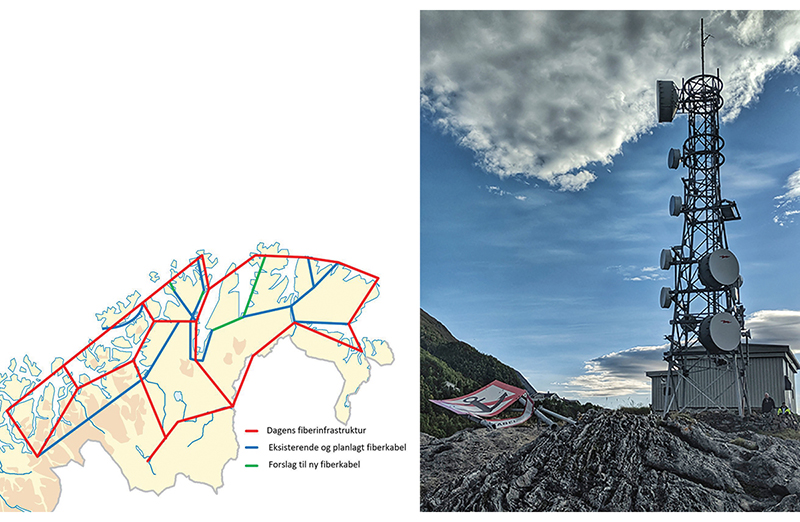 Dagens fiberinfrastruktur
Eksisterende og planlagt fiberkabel
Forslag til ny fiberkabel